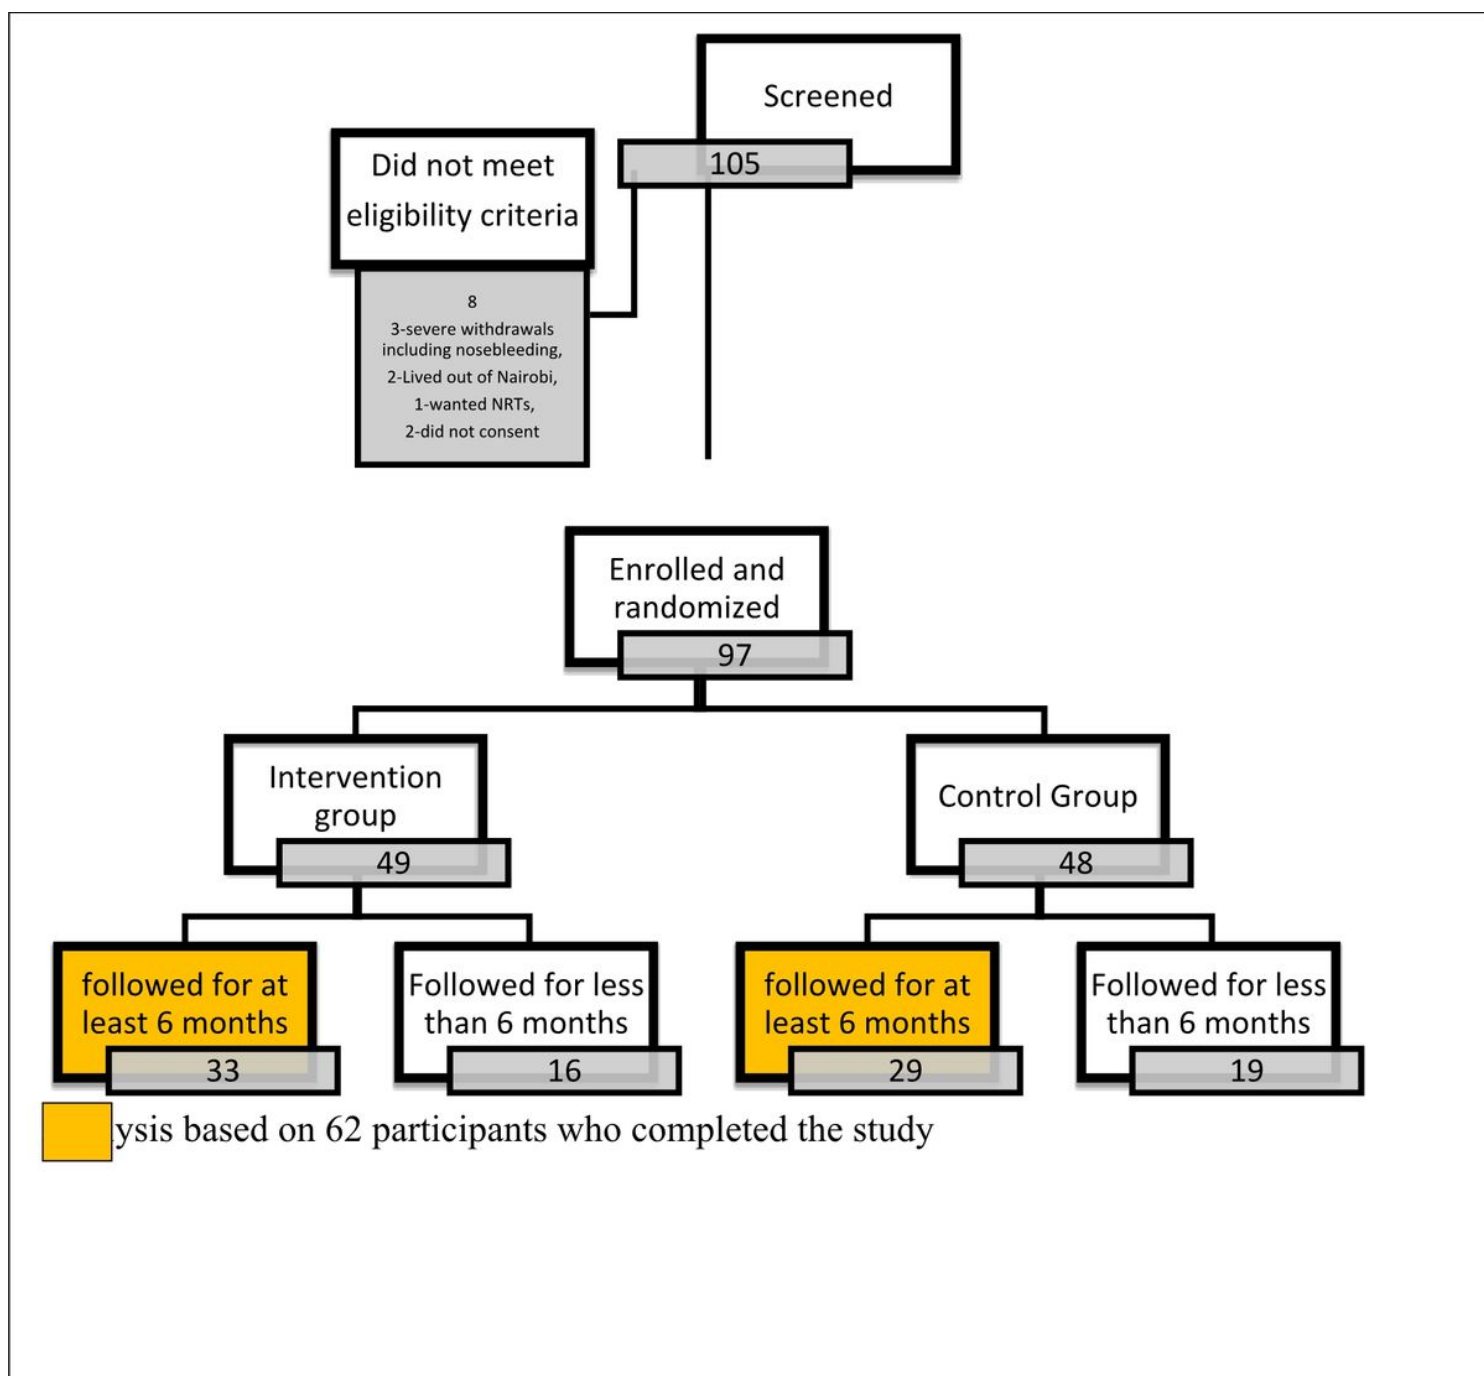 Screened
105
Did not meet
eligibility criteria
8
3-severe withdrawals
including nosebleeding,
2-Lived out of Nairobi,
1-wanted NRTs,
2-did not consent
Enrolled and
randomized
97
Intervention
group
49
Control Group
48
followed for at
least 6 months
33
Followed for less
than 6 months
16
followed for at
least 6 months
29
Followed for less
than 6 months
19
ysis based on 62 participants who completed the study